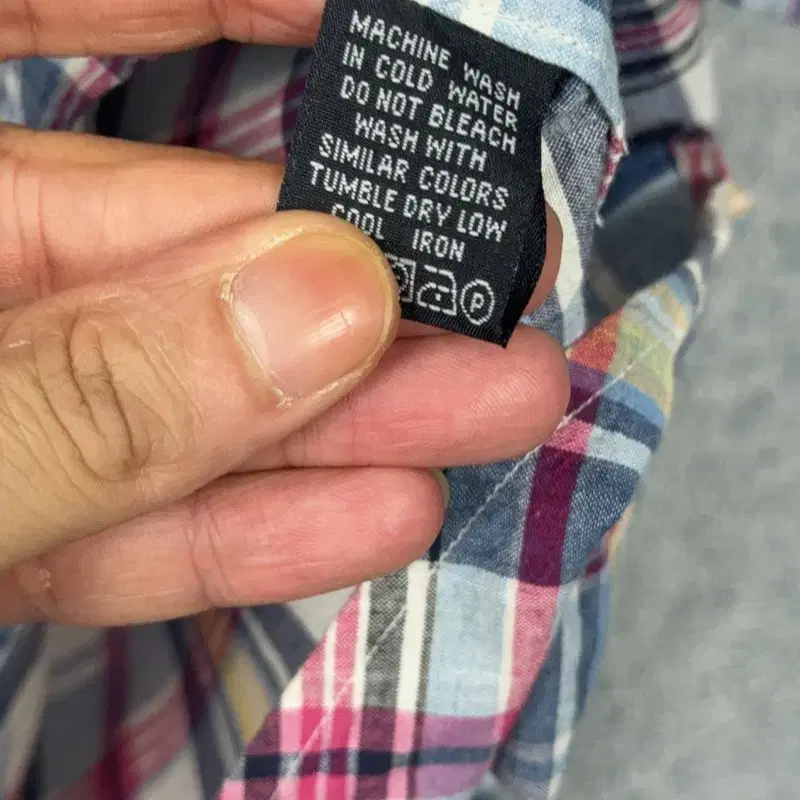 MACHINE WASH
IN COLD WATER
DO NOT BLEACH
WASH WITH
SIMILAR COLORS
TUMBLE DRY LOW
COOL IRON
P